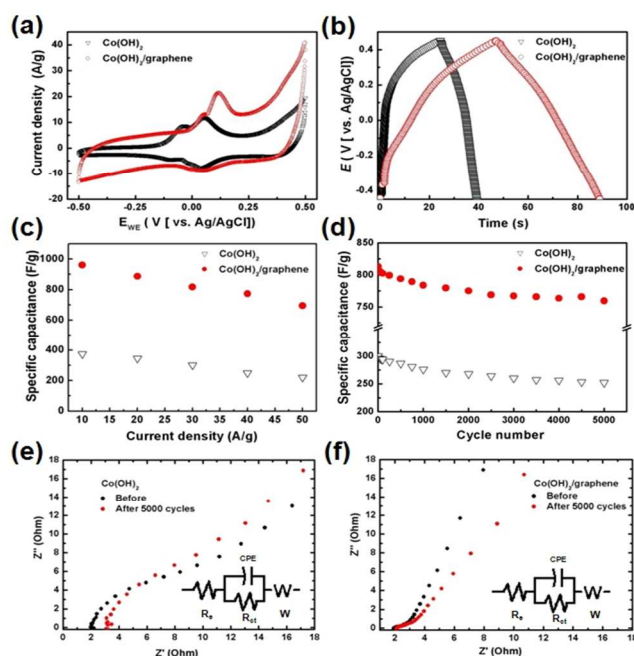 (a)
Co(OH)2
Co(OH)2/graphene
Current density (A/g)
40
30
20
10
0
-10
-20
-0.50 -0.25 0.00 0.25 0.50
EWE ( V [ vs. Ag/AgCl])
(b)
Co(OH)2
Co(OH)2/graphene
E ( V [ vs. Ag/AgCl])
0.4
0.2
0.0
-0.2
-0.4
0 20 40 60 80 100
Time (s)
(c)
Co(OH)2
Co(OH)2/graphene
Specific capacitance (F/g)
1000
800
600
400
200
0
10 15 20 25 30 35 40 45 50
Current density (A/g)
(d)
Co(OH)2
Co(OH)2/graphene
Specific capacitance (F/g)
850
800
750
300
250
200
0 1000 2000 3000 4000 5000
Cycle number
(e)
Co(OH)2
Before
After 5000 cycles
Z'' (Ohm)
18
16
14
12
10
8
6
4
2
0
CPE
Re
Rct
W
0 2 4 6 8 10 12 14 16 18
Z' (Ohm)
(f)
Co(OH)2/graphene
Before
After 5000 cycles
Z'' (Ohm)
18
16
14
12
10
8
6
4
2
0
CPE
Re
Rct
W
0 2 4 6 8 10 12 14 16 18
Z' (Ohm)